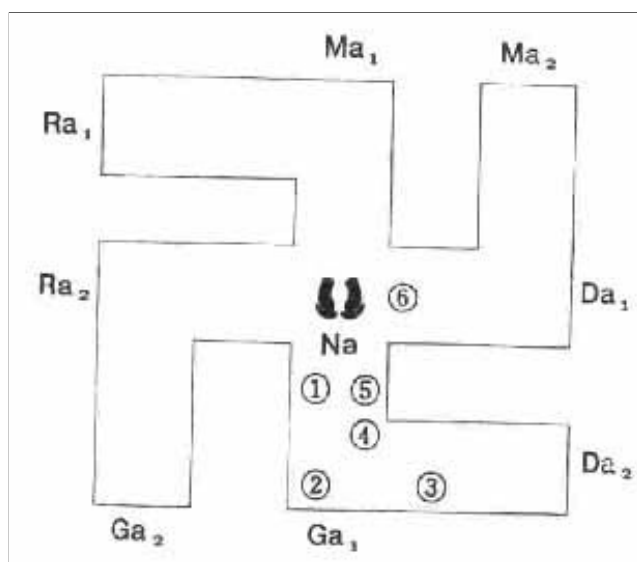 Ma₁ Ma₂
Ra₁
Ra₂ Da₁
⑥
Na
① ⑤
④
Da₂
② ③
Ga₂ Ga₁